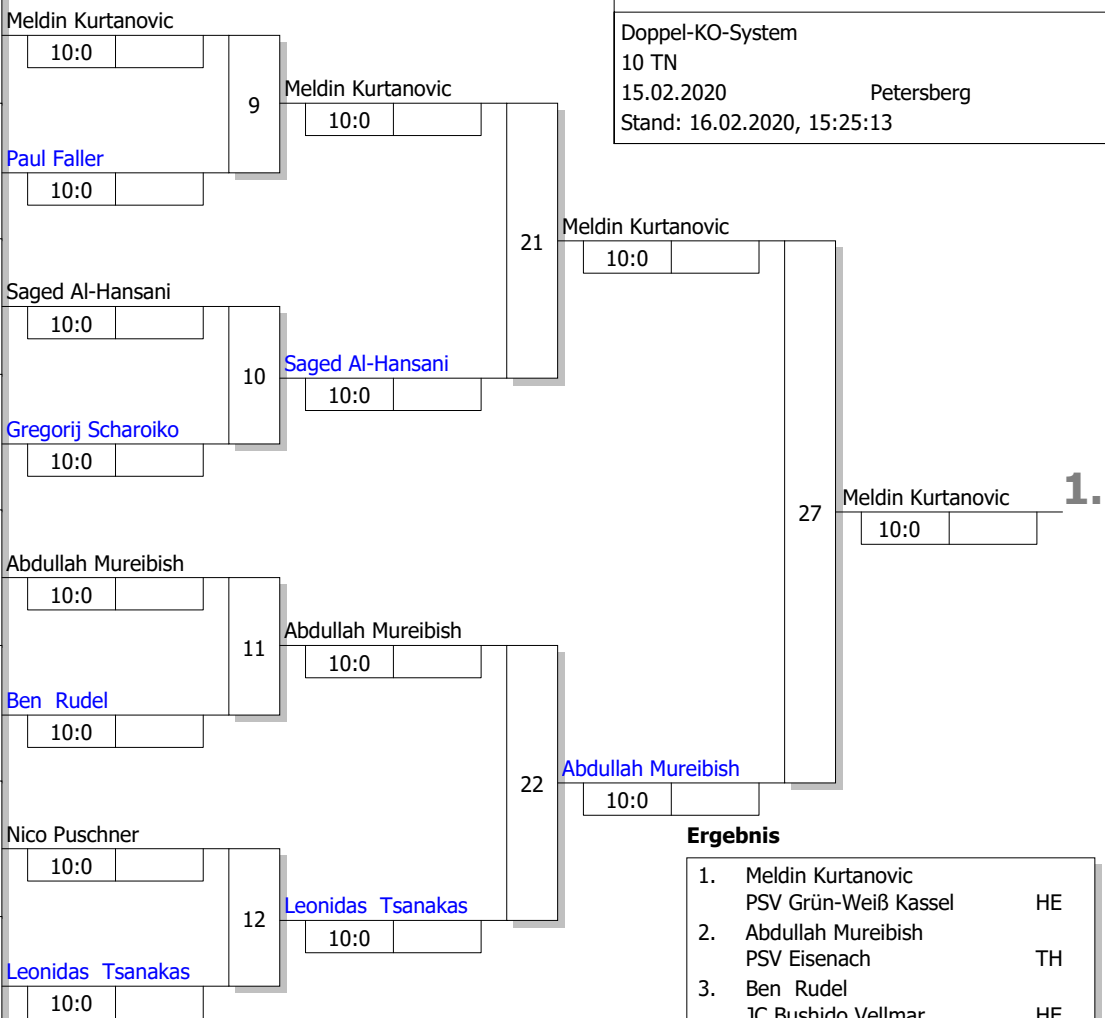 Meldin Kurtanovic
10:0
9
Paul Faller
10:0
Saged Al-Hansani
10:0
10
Gregorij Scharoiko
10:0
Abdullah Mureibish
10:0
11
Ben Rudel
10:0
Nico Puschner
10:0
12
Leonidas Tsanakas
10:0
Meldin Kurtanovic
10:0
21
Saged Al-Hansani
10:0
Abdullah Mureibish
10:0
22
Leonidas Tsanakas
10:0
Meldin Kurtanovic
10:0
27
Abdullah Mureibish
10:0
Meldin Kurtanovic 1.
10:0
Doppel-KO-System
10 TN
15.02.2020 Petersberg
Stand: 16.02.2020, 15:25:13
Ergebnis
1. Meldin Kurtanovic
PSV Grün-Weiß Kassel HE
2. Abdullah Mureibish
PSV Eisenach TH
3. Ben Rudel
JC Bushido Vellmar HE